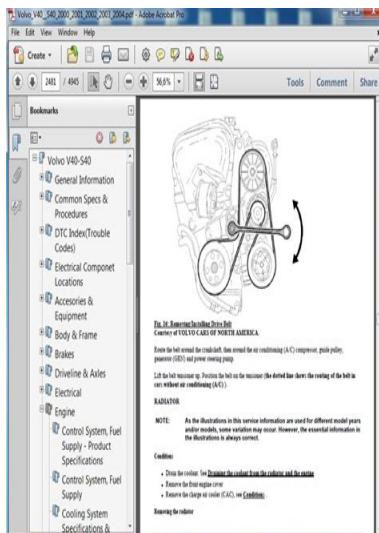 Volvo_V40_S40_2000_2001_2002_2003_2004.pdf - Adobe Acrobat Pro
File Edit View Window Help
Create
2481 / 4945
56,6%
Tools Comment Share
Bookmarks
Volvo V40-S40
General Information
Common Specs &
Procedures
DTC Index(Trouble
Codes)
Electrical Componet
Locations
Accesories &
Equipment
Body & Frame
Brakes
Driveline & Axles
Electrical
Engine
Control System, Fuel
Supply - Product
Specifications
Control System, Fuel
Supply
Cooling System
Specifications &
Fig. 34: Removing/Installing Drive Belt
Courtesy of VOLVO CARS OF NORTH AMERICA.
Route the belt around the crankshaft, then around the air conditioning (A/C) compressor, guide pulley,
generator (GEN) and power steering pump.
Lift the belt tensioner up. Position the belt on the tensioner (the dotted line shows the routing of the belt in
cars without air conditioning (A/C) ).
RADIATOR
NOTE: As the illustrations in this service information are used for different model years
and/or models, some variation may occur. However, the essential information in
the illustrations is always correct.
Conditions
Drain the coolant. See Draining the coolant from the radiator and the engine
Remove the front engine cover
Remove the charge air cooler (CAC), see Conditions .
Removing the radiator